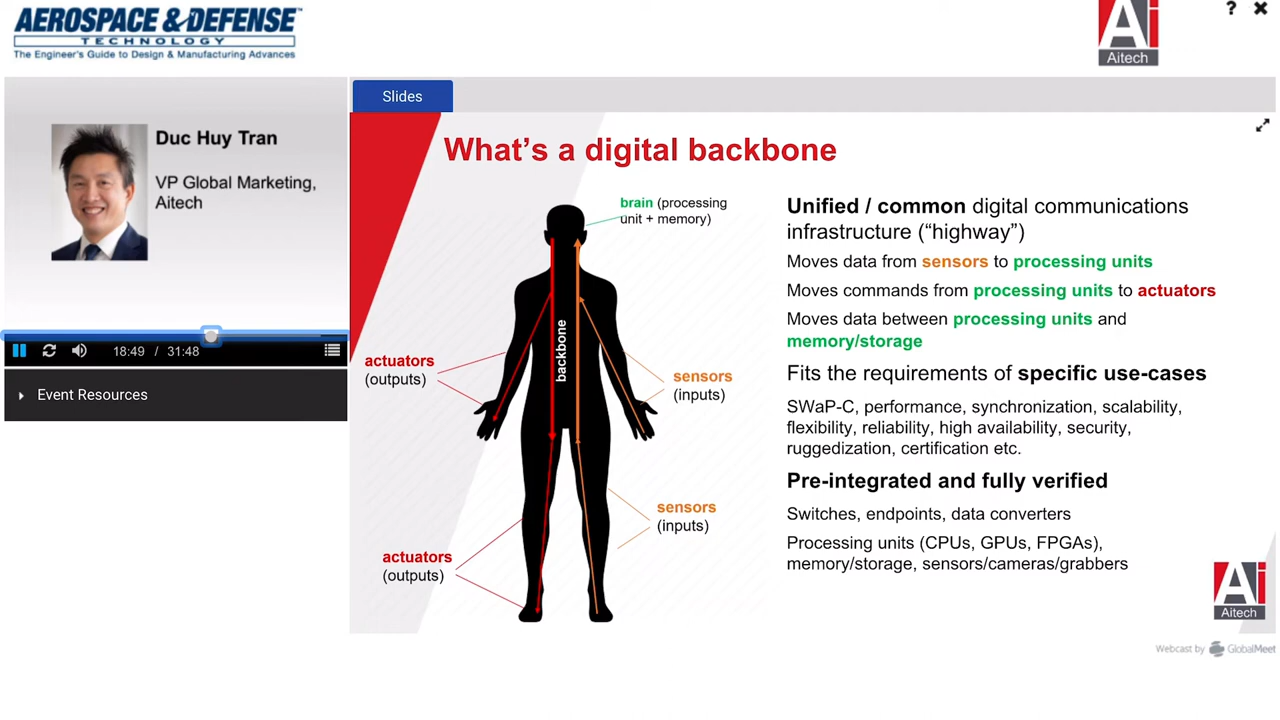 AEROSPACE & DEFENSE™
TECHNOLOGY
The Engineer's Guide to Design & Manufacturing Advances
Ai
Aitech
?
Duc Huy Tran
VP Global Marketing,
Aitech
18:49 / 31:48
Event Resources
Slides
What's a digital backbone
brain (processing
unit + memory)
backbone
actuators
(outputs)
sensors
(inputs)
sensors
(inputs)
actuators
(outputs)
Unified / common digital communications
infrastructure (“highway”)
Moves data from sensors to processing units
Moves commands from processing units to actuators
Moves data between processing units and
memory/storage
Fits the requirements of specific use-cases
SWaP-C, performance, synchronization, scalability,
flexibility, reliability, high availability, security,
ruggedization, certification etc.
Pre-integrated and fully verified
Switches, endpoints, data converters
Processing units (CPUs, GPUs, FPGAs),
memory/storage, sensors/cameras/grabbers
Ai
Aitech
Webcast by GlobalMeet